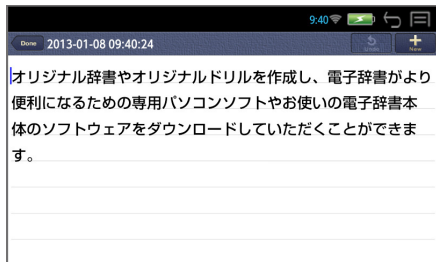 9:40
Done 2013-01-08 09:40:24 Undo New
オリジナル辞書やオリジナルドリルを作成し、電子辞書がより
便利になるための専用パソコンソフトやお使いの電子辞書本
体のソフトウェアをダウンロードしていただくことができま
す。